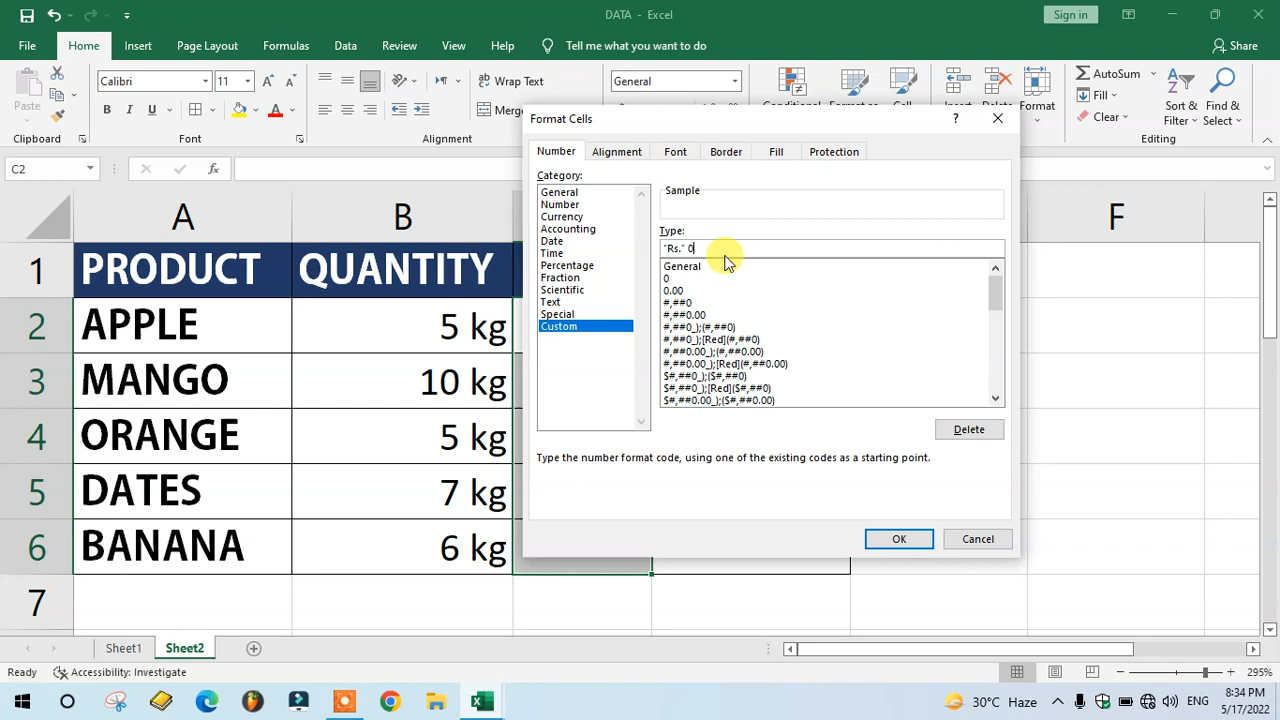 DATA - Excel
Sign in
File Home Insert Page Layout Formulas Data Review View Help Tell me what you want to do Share
Paste
Calibri 11
B I U
Wrap Text
General
AutoSum
Fill
Clear
Format
Sort & Filter
Find & Select
Clipboard Font Alignment Editing
C2
A B F
1 PRODUCT QUANTITY
2 APPLE 5 kg
3 MANGO 10 kg
4 ORANGE 5 kg
5 DATES 7 kg
6 BANANA 6 kg
7
Format Cells
Number Alignment Font Border Fill Protection
Category:
General
Number
Currency
Accounting
Date
Time
Percentage
Fraction
Scientific
Text
Special
Custom
Sample
Type:
"Rs." 0
General
0
0.00
#,##0
#,##0.00
#,##0_);(#,##0)
#,##0_);[Red](#,##0)
#,##0.00_);(#,##0.00)
#,##0.00_);[Red](#,##0.00)
$#,##0_);($#,##0)
$#,##0_);[Red]($#,##0)
$#,##0.00_);($#,##0.00)
Delete
Type the number format code, using one of the existing codes as a starting point.
OK Cancel
Sheet1 Sheet2
Ready Accessibility: Investigate 295%
30°C Haze ENG 8:34 PM
5/17/2022